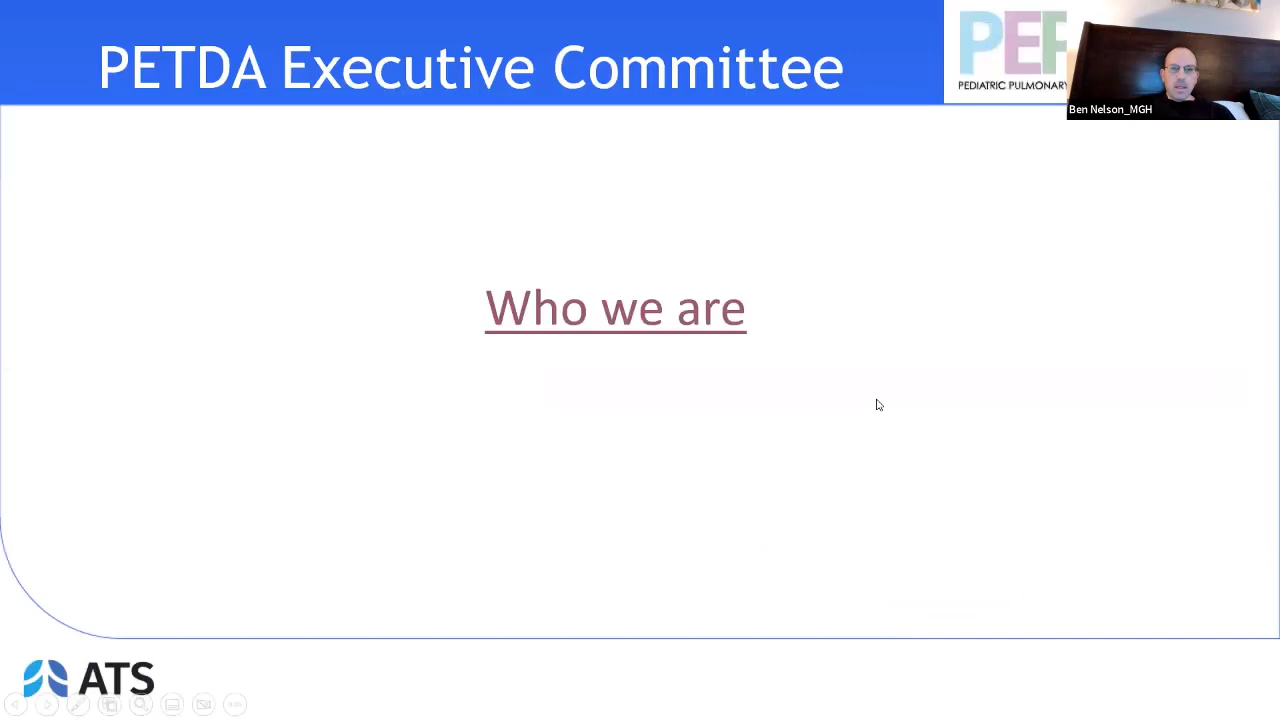 PETDA Executive Committee
PEF
PEDIATRIC PULMONARY
Ben Nelson_MGH
Who we are
ATS